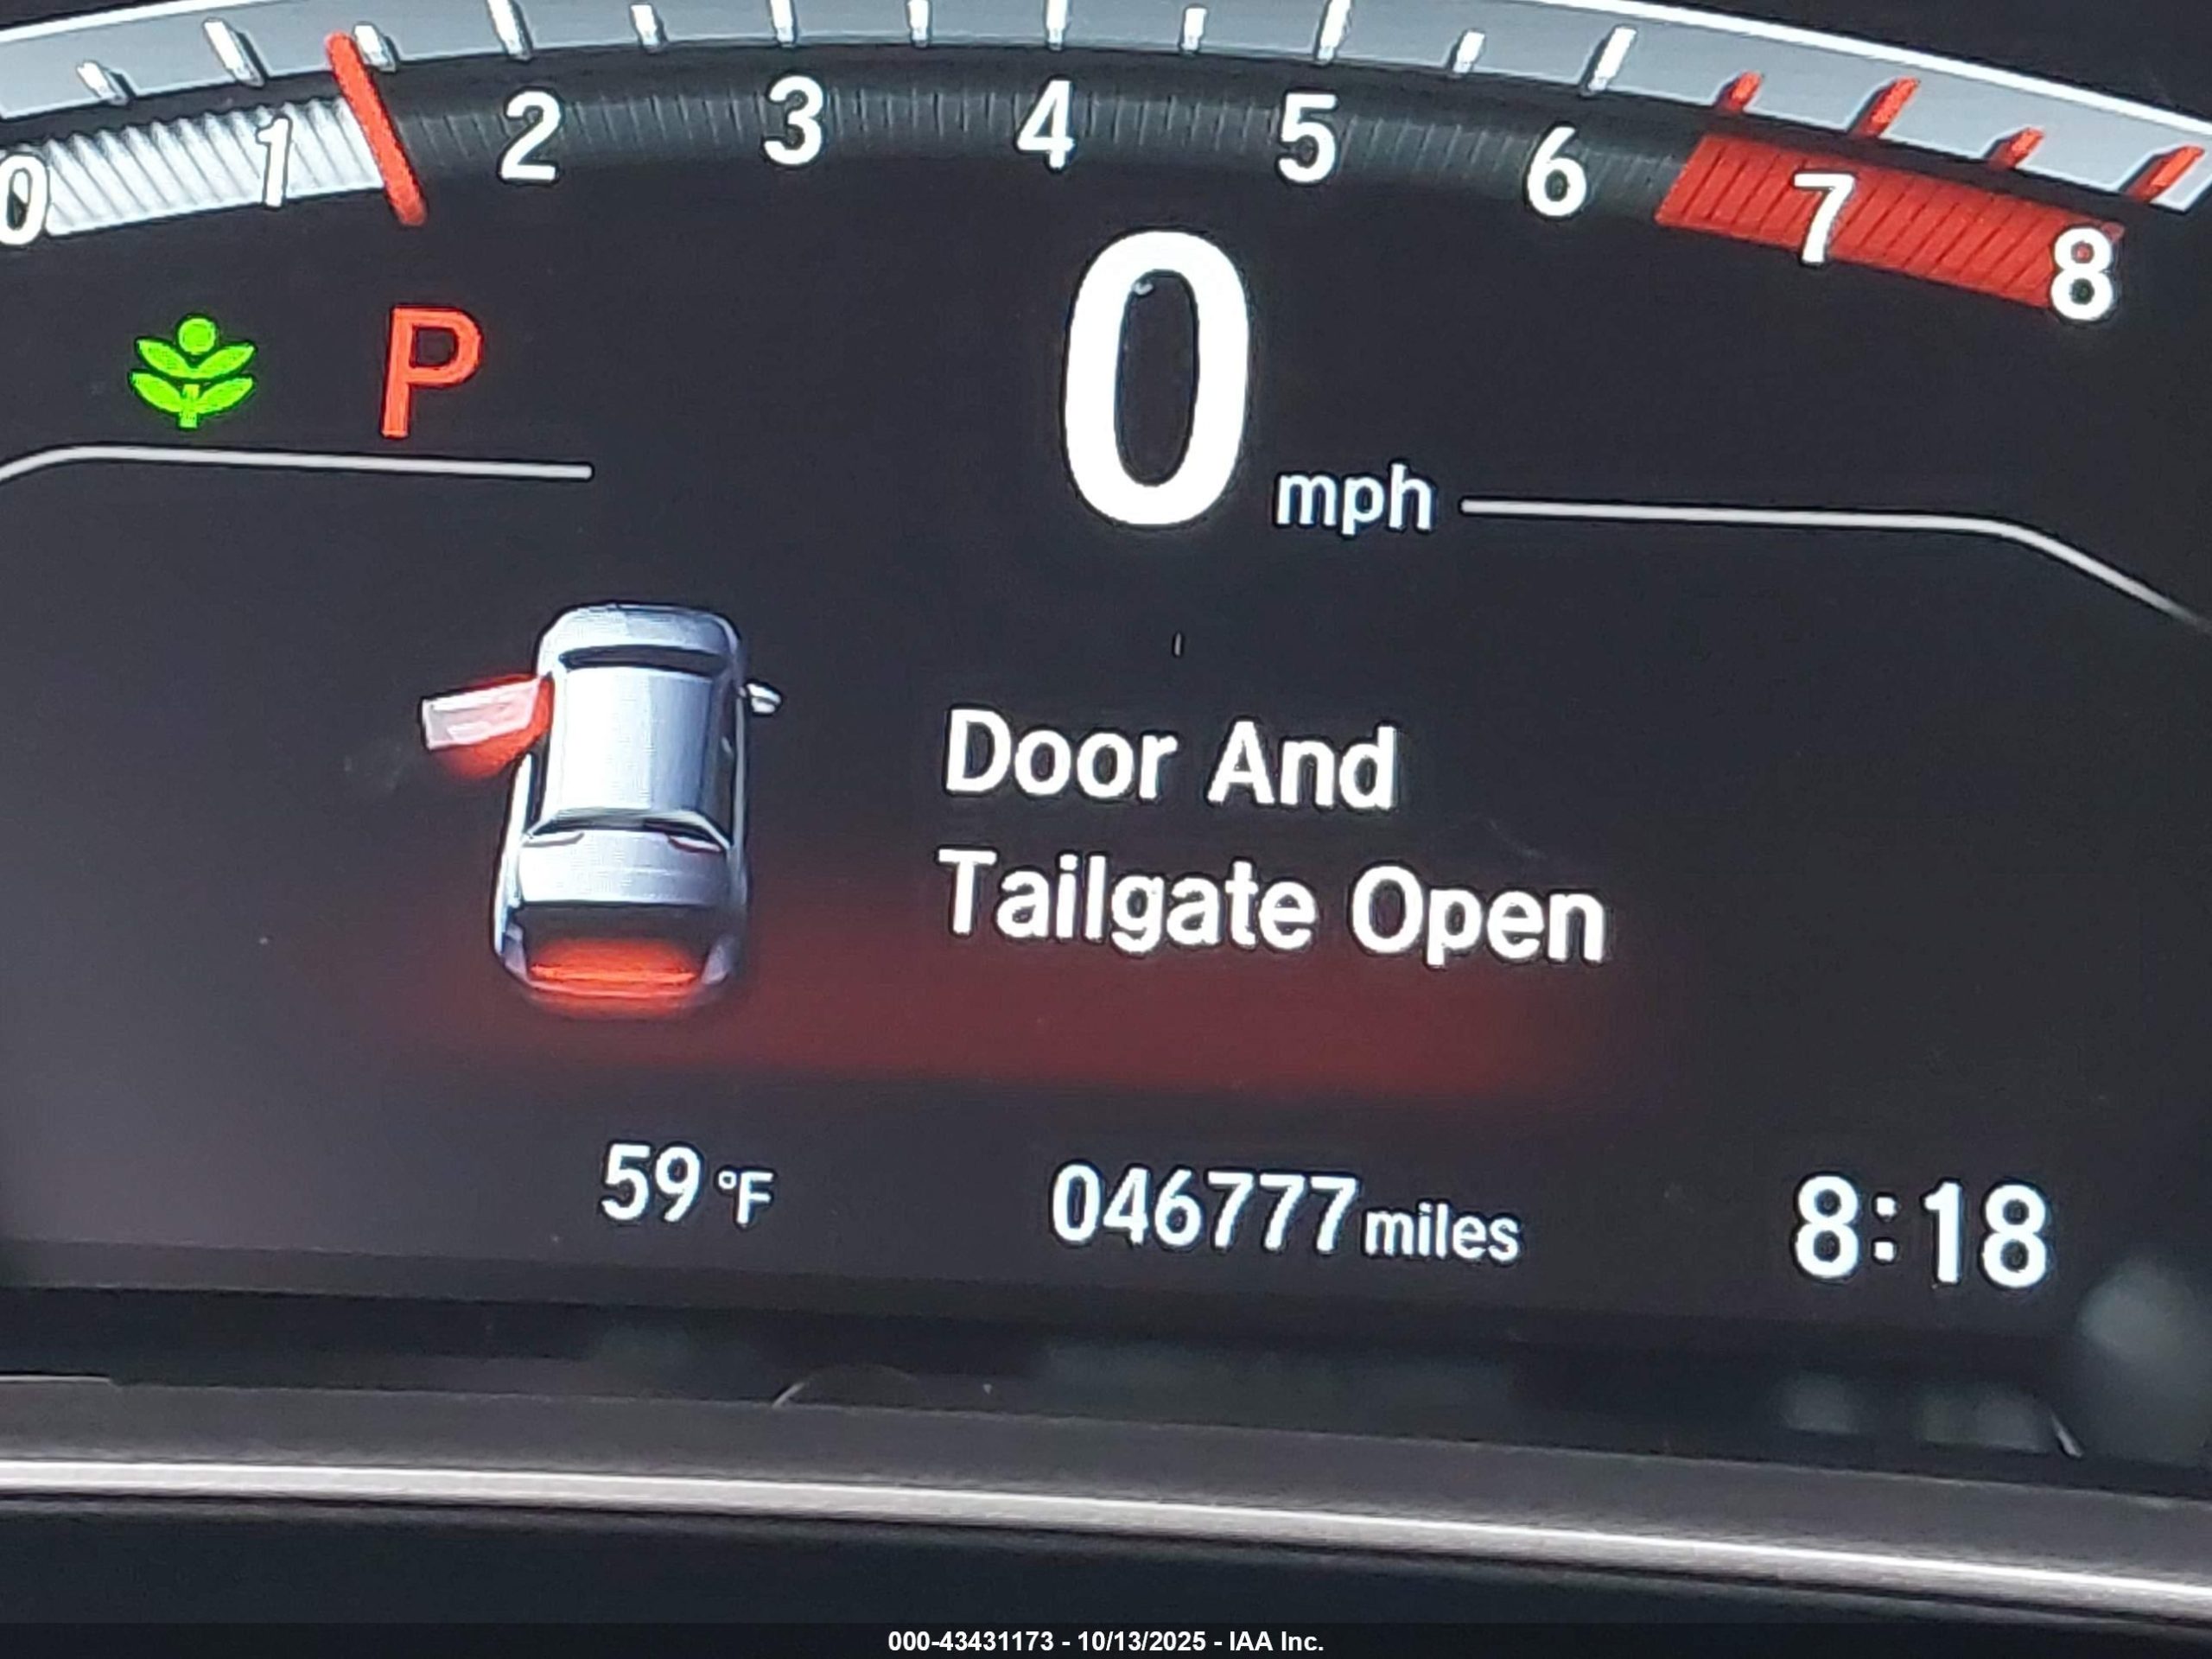 0 1 2 3 4 5 6 7 8
P
0 mph
Door And
Tailgate Open
59 °F 046777 miles 8:18
000-43431173 - 10/13/2025 - IAA Inc.